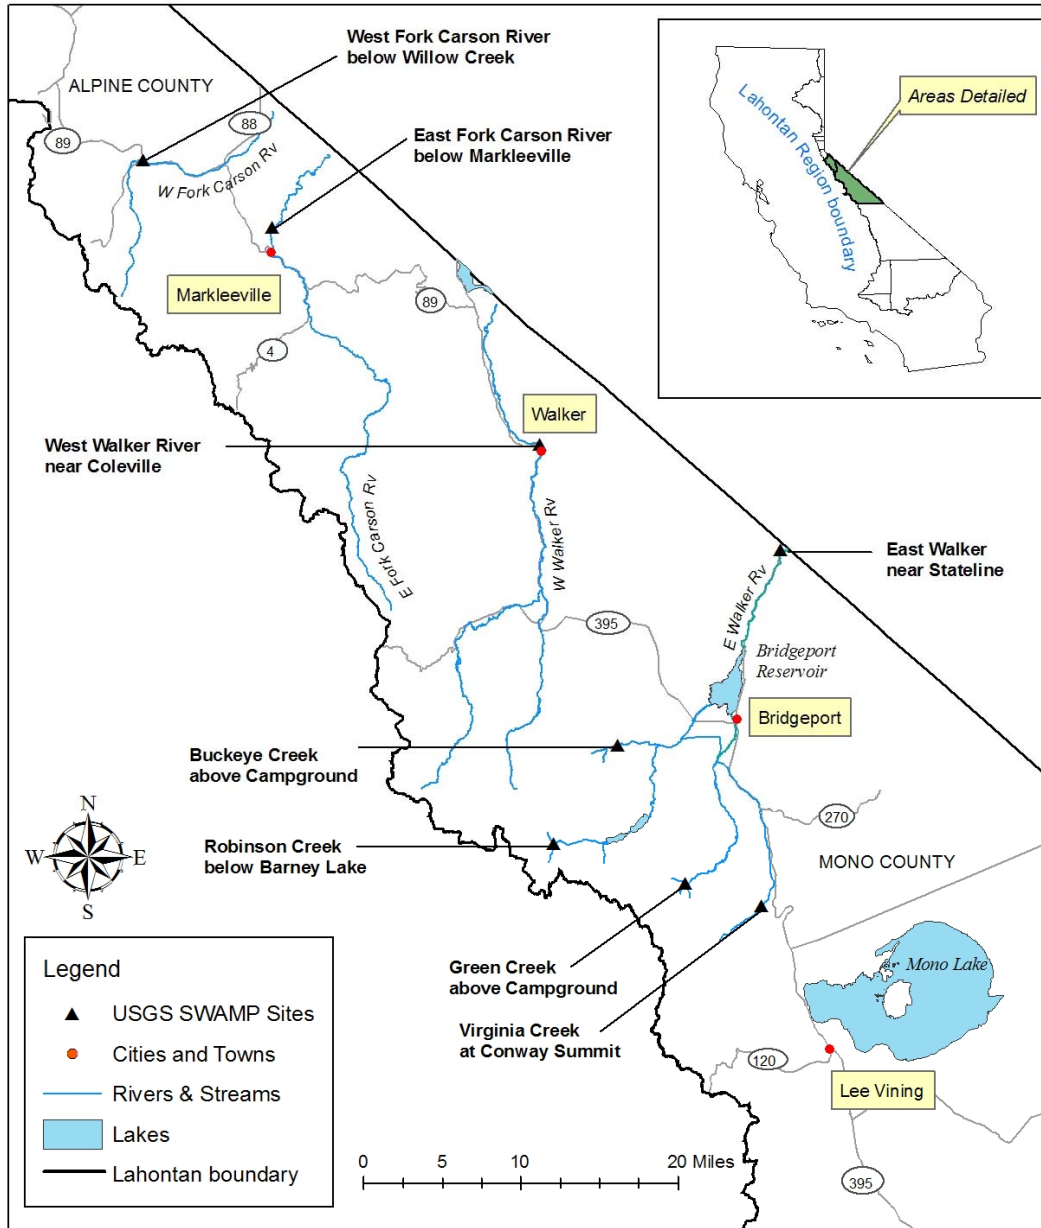 West Fork Carson River
below Willow Creek
ALPINE COUNTY
89
88
East Fork Carson River
below Markleeville
W Fork Carson Rv
Markleeville
89
4
Walker
West Walker River
near Coleville
E Fork Carson Rv
W Walker Rv
East Walker
near Stateline
E Walker Rv
395
Bridgeport
Reservoir
Bridgeport
Buckeye Creek
above Campground
270
Robinson Creek
below Barney Lake
MONO COUNTY
Green Creek
above Campground
Mono Lake
Virginia Creek
at Conway Summit
120
Lee Vining
395
Areas Detailed
Lahontan Region boundary
N
W
E
S
Legend
USGS SWAMP Sites
Cities and Towns
Rivers & Streams
Lakes
Lahontan boundary
0 5 10 20 Miles